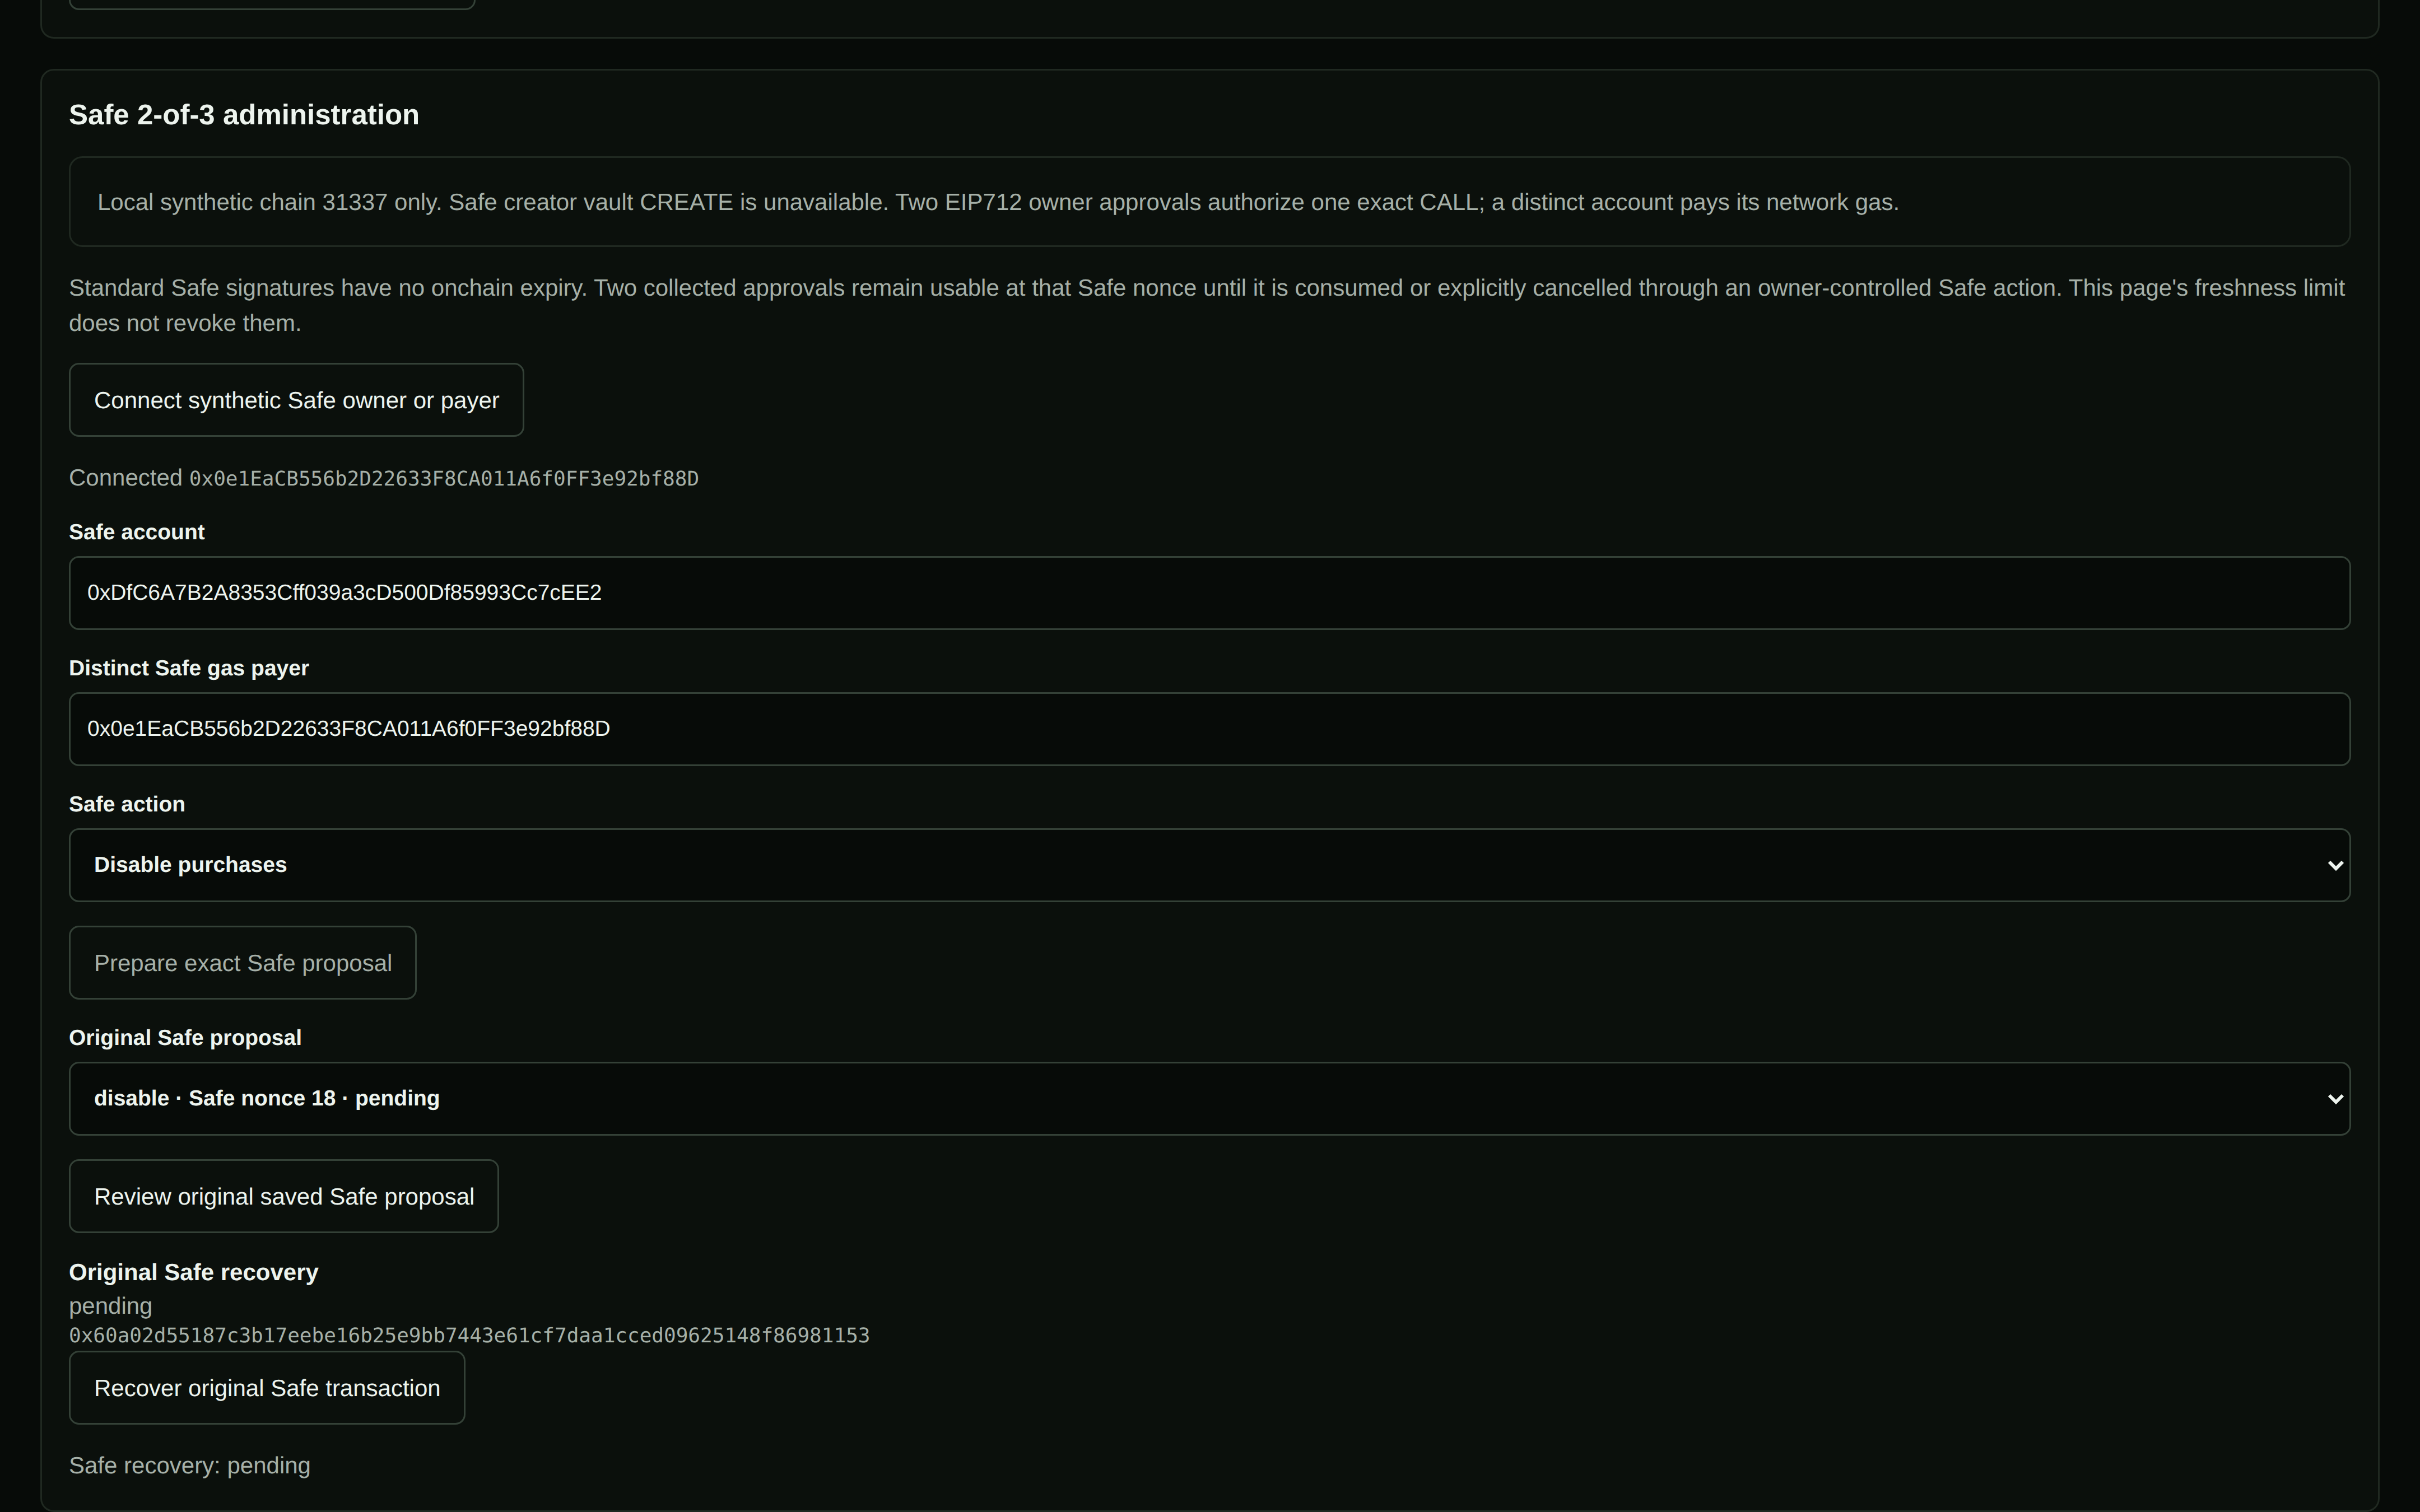 Safe 2-of-3 administration
Local synthetic chain 31337 only. Safe creator vault CREATE is unavailable. Two EIP712 owner approvals authorize one exact CALL; a distinct account pays its network gas.
Standard Safe signatures have no onchain expiry. Two collected approvals remain usable at that Safe nonce until it is consumed or explicitly cancelled through an owner-controlled Safe action. This page's freshness limit
does not revoke them.
Connect synthetic Safe owner or payer
Connected 0x0e1EaCB556b2D22633F8CA011A6f0FF3e92bf88D
Safe account
0xDfC6A7B2A8353Cff039a3cD500Df85993Cc7cEE2
Distinct Safe gas payer
0x0e1EaCB556b2D22633F8CA011A6f0FF3e92bf88D
Safe action
Disable purchases
Prepare exact Safe proposal
Original Safe proposal
disable · Safe nonce 18 · pending
Review original saved Safe proposal
Original Safe recovery
pending
0x60a02d55187c3b17eebe16b25e9bb7443e61cf7daa1cced09625148f86981153
Recover original Safe transaction
Safe recovery: pending